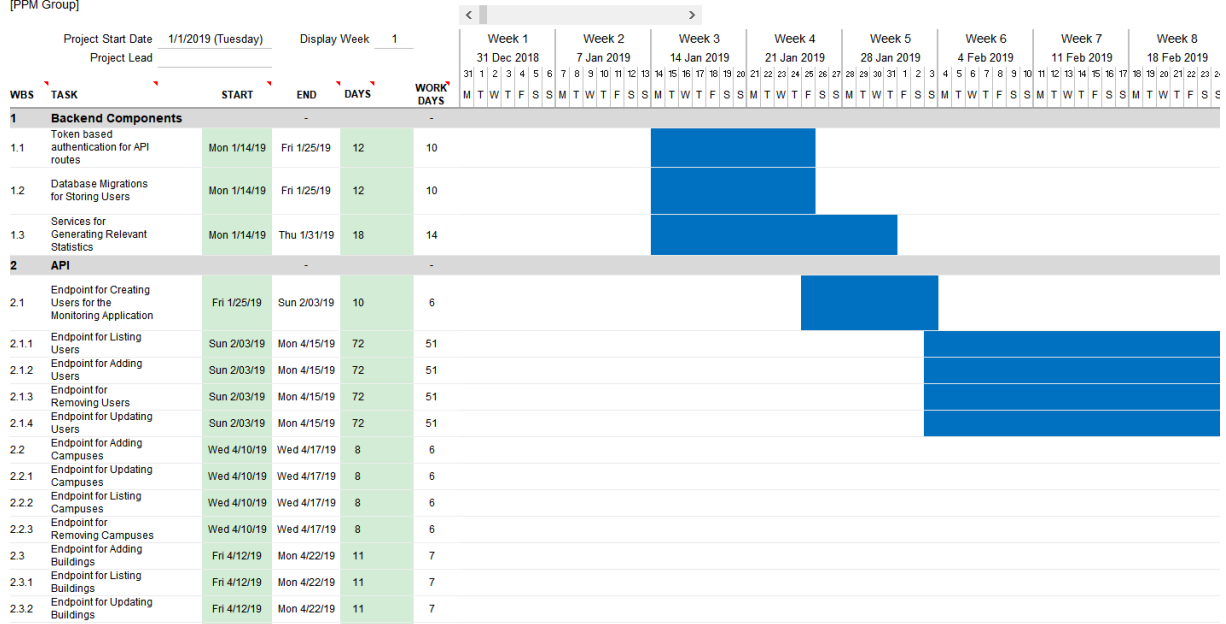 [PPM Group]
Project Start Date 1/1/2019 (Tuesday) Display Week 1
Project Lead
Week 1 Week 2 Week 3 Week 4 Week 5 Week 6 Week 7 Week 8
31 Dec 2018 7 Jan 2019 14 Jan 2019 21 Jan 2019 28 Jan 2019 4 Feb 2019 11 Feb 2019 18 Feb 2019
31 1 2 3 4 5 6 7 8 9 10 11 12 13 14 15 16 17 18 19 20 21 22 23 24 25 26 27 28 29 30 31 1 2 3 4 5 6 7 8 9 10 11 12 13 14 15 16 17 18 19 20 21 22 23
WBS TASK START END DAYS WORK DAYS M T W T F S S M T W T F S S M T W T F S S M T W T F S S M T W T F S S M T W T F S S M T W T F S S M T W T F S
1 Backend Components - -
1.1 Token based authentication for API routes Mon 1/14/19 Fri 1/25/19 12 10
1.2 Database Migrations for Storing Users Mon 1/14/19 Fri 1/25/19 12 10
1.3 Services for Generating Relevant Statistics Mon 1/14/19 Thu 1/31/19 18 14
2 API - -
2.1 Endpoint for Creating Users for the Monitoring Application Fri 1/25/19 Sun 2/03/19 10 6
2.1.1 Endpoint for Listing Users Sun 2/03/19 Mon 4/15/19 72 51
2.1.2 Endpoint for Adding Users Sun 2/03/19 Mon 4/15/19 72 51
2.1.3 Endpoint for Removing Users Sun 2/03/19 Mon 4/15/19 72 51
2.1.4 Endpoint for Updating Users Sun 2/03/19 Mon 4/15/19 72 51
2.2 Endpoint for Adding Campuses Wed 4/10/19 Wed 4/17/19 8 6
2.2.1 Endpoint for Updating Campuses Wed 4/10/19 Wed 4/17/19 8 6
2.2.2 Endpoint for Listing Campuses Wed 4/10/19 Wed 4/17/19 8 6
2.2.3 Endpoint for Removing Campuses Wed 4/10/19 Wed 4/17/19 8 6
2.3 Endpoint for Adding Buildings Fri 4/12/19 Mon 4/22/19 11 7
2.3.1 Endpoint for Listing Buildings Fri 4/12/19 Mon 4/22/19 11 7
2.3.2 Endpoint for Updating Buildings Fri 4/12/19 Mon 4/22/19 11 7